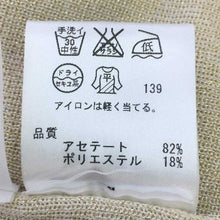 手洗イ
30
中性
低
ドライ
セキユ系
139
アイロンは軽く当てる。
品質
アセテート 82%
ポリエステル 18%